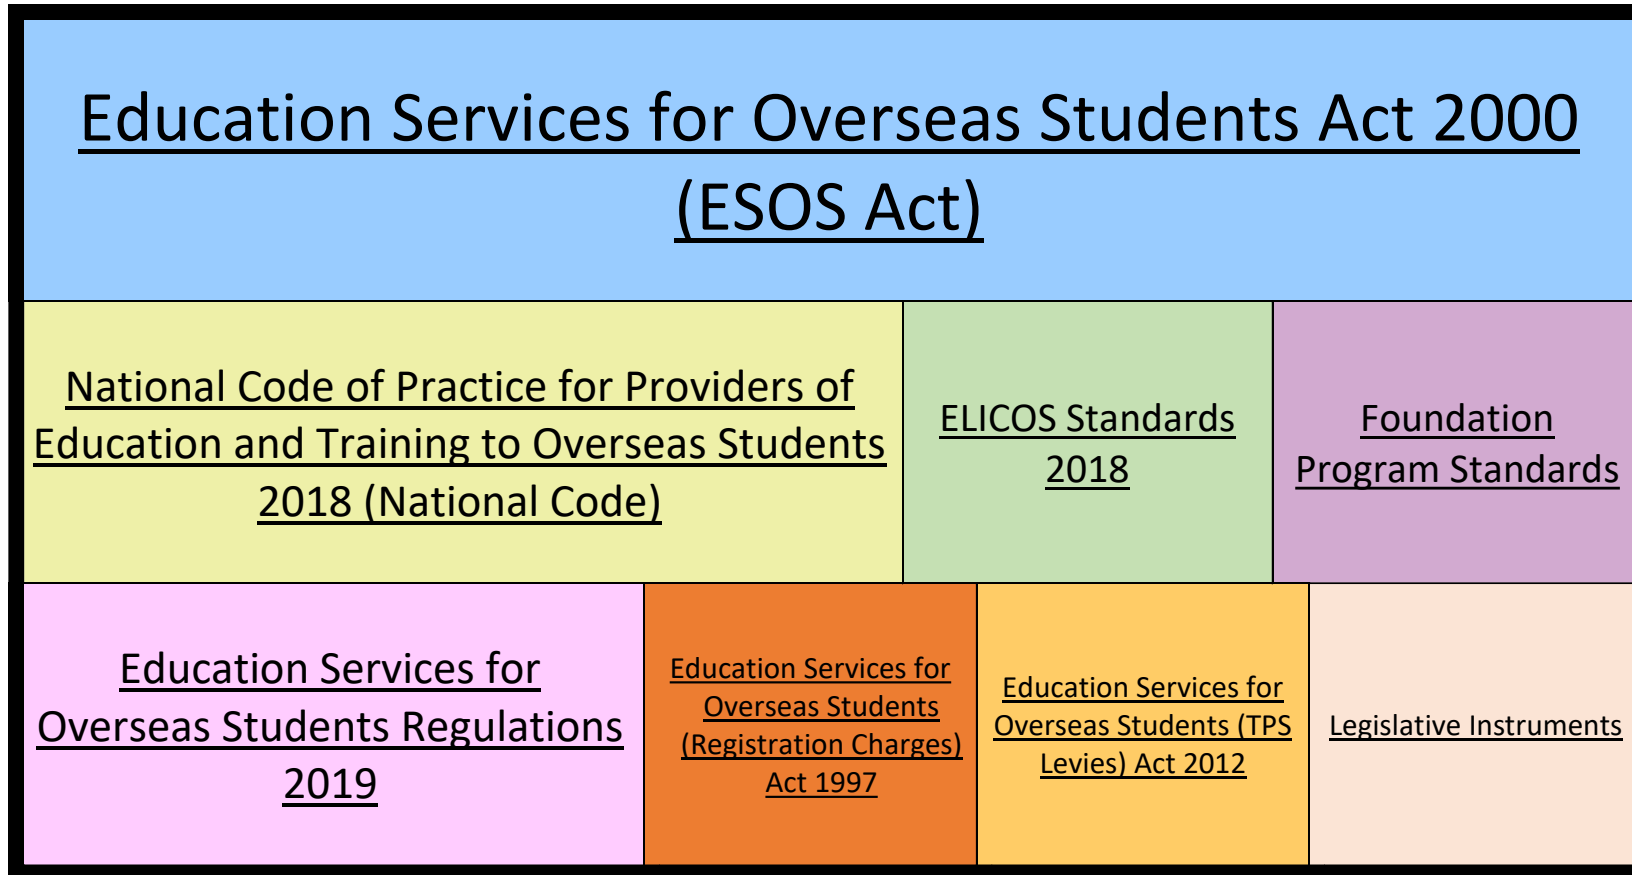 Education Services for Overseas Students Act 2000
(ESOS Act)
National Code of Practice for Providers of
Education and Training to Overseas Students
2018 (National Code)
ELICOS Standards
2018
Foundation
Program Standards
Education Services for
Overseas Students Regulations
2019
Education Services for
Overseas Students
(Registration Charges)
Act 1997
Education Services for
Overseas Students (TPS
Levies) Act 2012
Legislative Instruments